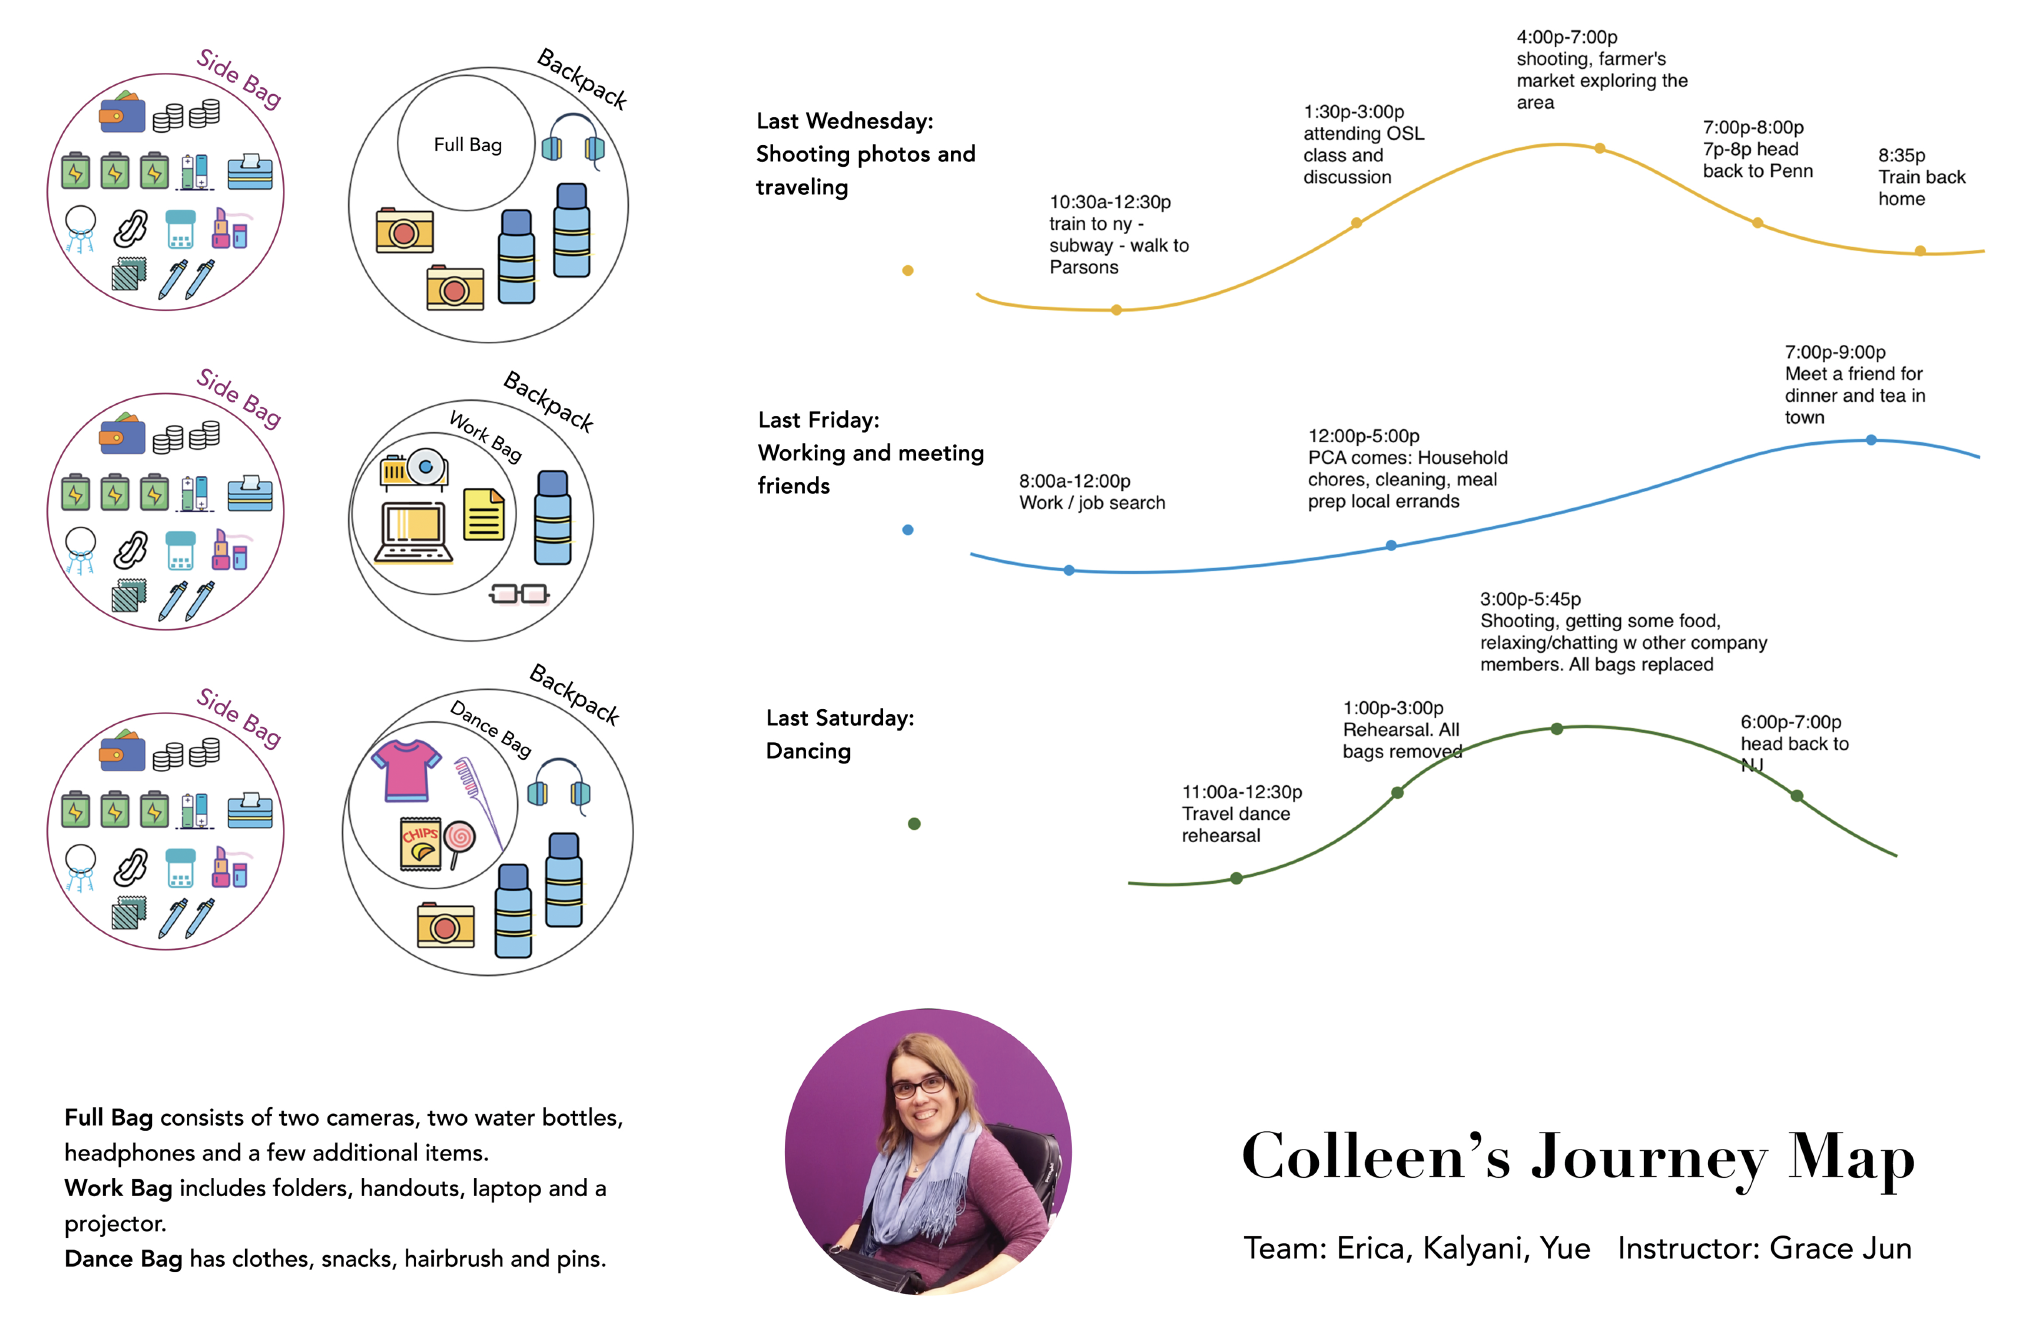 Side Bag
Backpack
Full Bag
Last Wednesday:
Shooting photos and
traveling
10:30a-12:30p
train to ny -
subway - walk to
Parsons
1:30p-3:00p
attending OSL
class and
discussion
4:00p-7:00p
shooting, farmer's
market exploring the
area
7:00p-8:00p
7p-8p head
back to Penn
8:35p
Train back
home
Side Bag
Backpack
Work Bag
Last Friday:
Working and meeting
friends
8:00a-12:00p
Work / job search
12:00p-5:00p
PCA comes: Household
chores, cleaning, meal
prep local errands
7:00p-9:00p
Meet a friend for
dinner and tea in
town
Side Bag
Backpack
Dance Bag
CHIPS
Last Saturday:
Dancing
11:00a-12:30p
Travel dance
rehearsal
1:00p-3:00p
Rehearsal. All
bags removed
3:00p-5:45p
Shooting, getting some food,
relaxing/chatting w other company
members. All bags replaced
6:00p-7:00p
head back to
NJ
Full Bag consists of two cameras, two water bottles,
headphones and a few additional items.
Work Bag includes folders, handouts, laptop and a
projector.
Dance Bag has clothes, snacks, hairbrush and pins.
Colleen's Journey Map
Team: Erica, Kalyani, Yue Instructor: Grace Jun